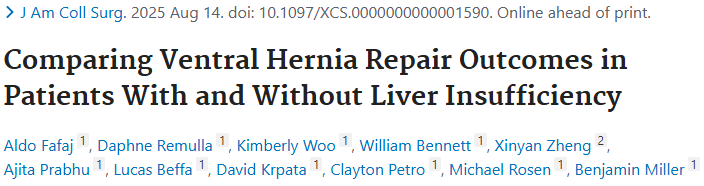 J Am Coll Surg. 2025 Aug 14. doi: 10.1097/XCS.0000000000001590. Online ahead of print.
Comparing Ventral Hernia Repair Outcomes in
Patients With and Without Liver Insufficiency
Aldo Fafaj 1, Daphne Remulla 1, Kimberly Woo 1, William Bennett 1, Xinyan Zheng 2,
Ajita Prabhu 1, Lucas Beffa 1, David Krpata 1, Clayton Petro 1, Michael Rosen 1, Benjamin Miller 1